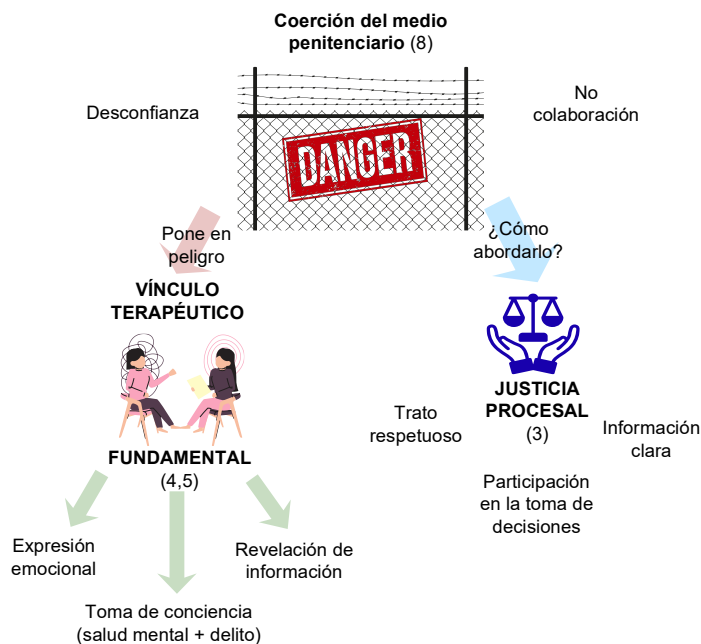 Coerción del medio
penitenciario (8)
Desconfianza
No
colaboración
DANGER
Pone en
peligro
¿Cómo
abordarlo?
VÍNCULO
TERAPÉUTICO
FUNDAMENTAL
(4,5)
Expresión
emocional
Revelación de
información
Toma de conciencia
(salud mental + delito)
JUSTICIA
PROCESAL
(3)
Trato
respetuoso
Información
clara
Participación
en la toma de
decisiones